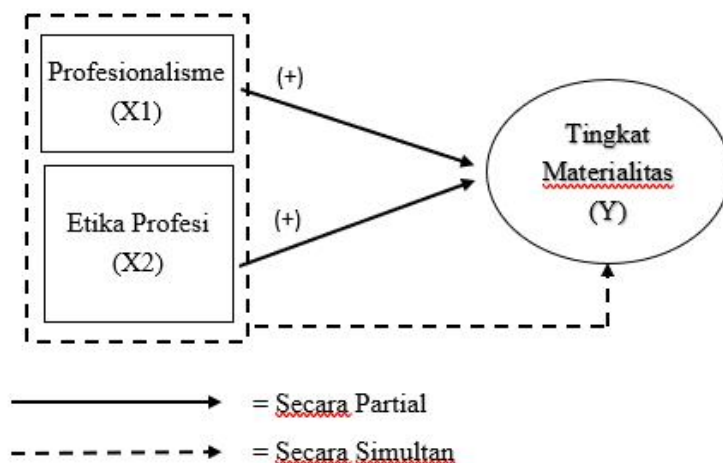 Profesionalisme
(X1)
(+)
Etika Profesi
(X2)
(+)
Tingkat
Materialitas
(Y)
= Secara Partial
= Secara Simultan